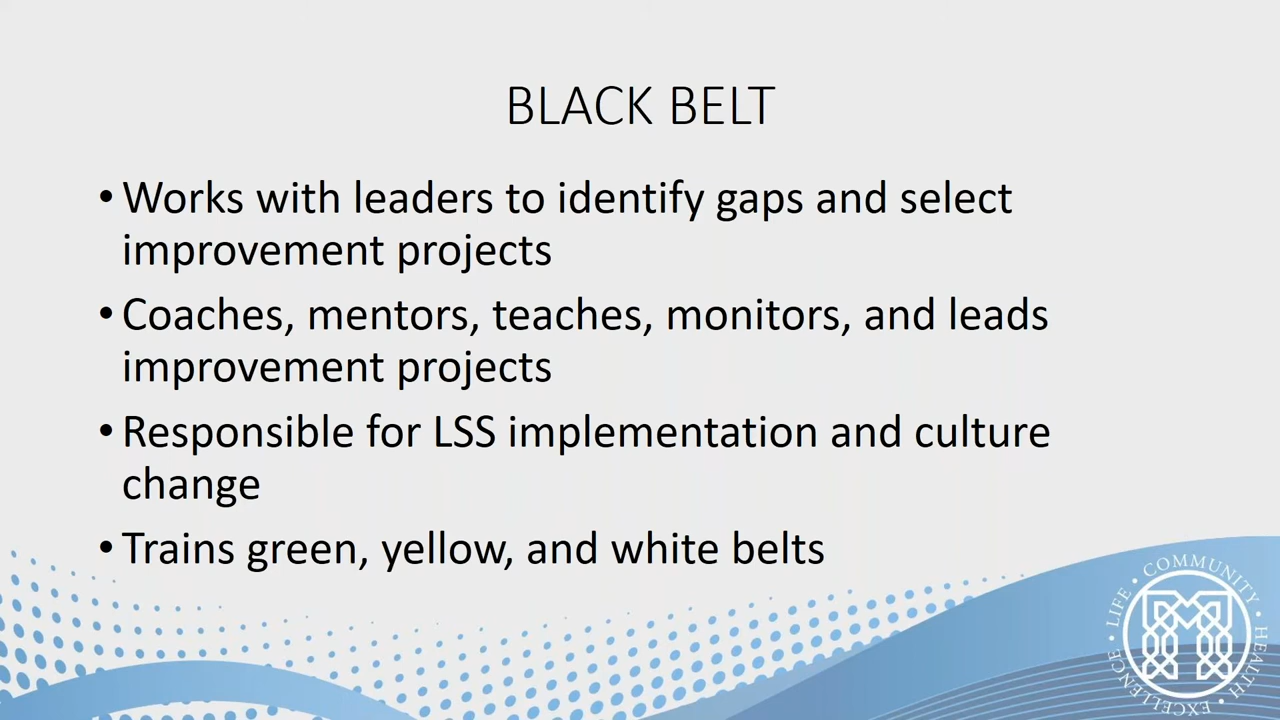 BLACK BELT
• Works with leaders to identify gaps and select
improvement projects
• Coaches, mentors, teaches, monitors, and leads
improvement projects
• Responsible for LSS implementation and culture
change
• Trains green, yellow, and white belts
LIFE • COMMUNITY • HEALTH • EXCELLENCE •